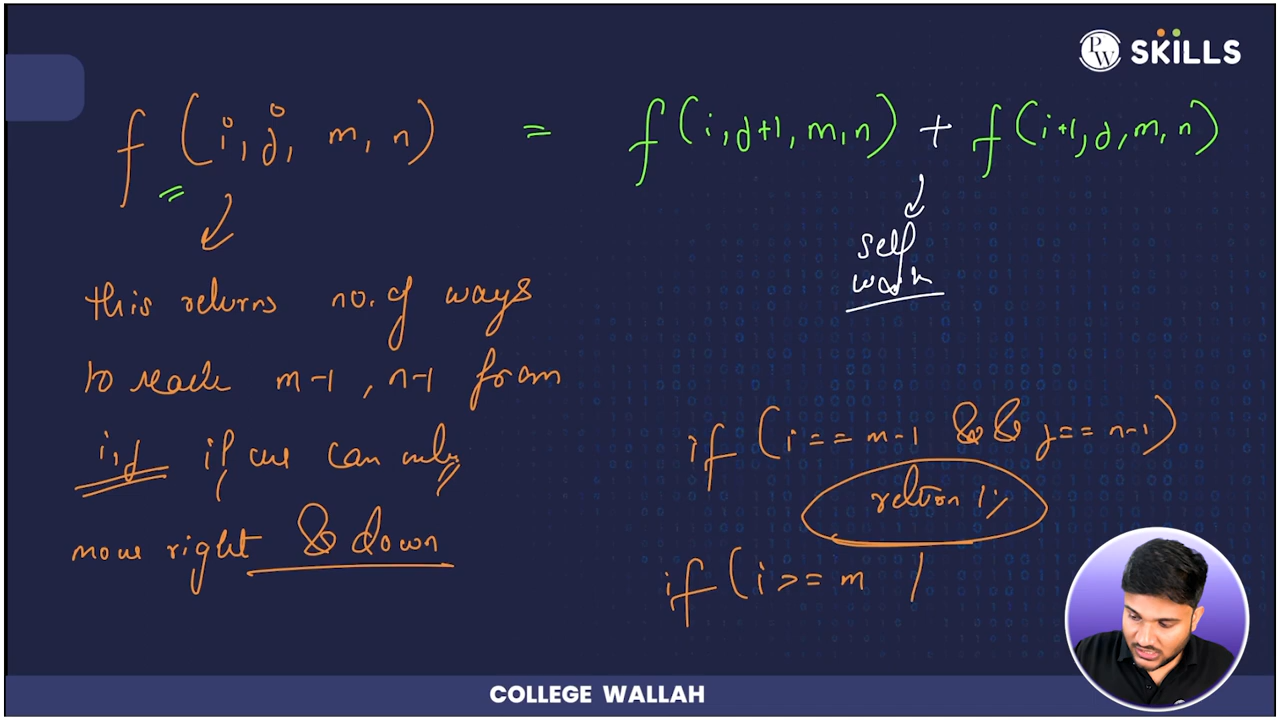 PW SKILLS
f(i, j, m, n) = f(i, j+1, m, n) + f(i+1, j, m, n)
self
work
this returns no. of ways
to reach m-1, n-1 from
i, j if we can only
move right & down
if (i == m-1 && j == n-1)
return 1;
if (i >= m |
COLLEGE WALLAH